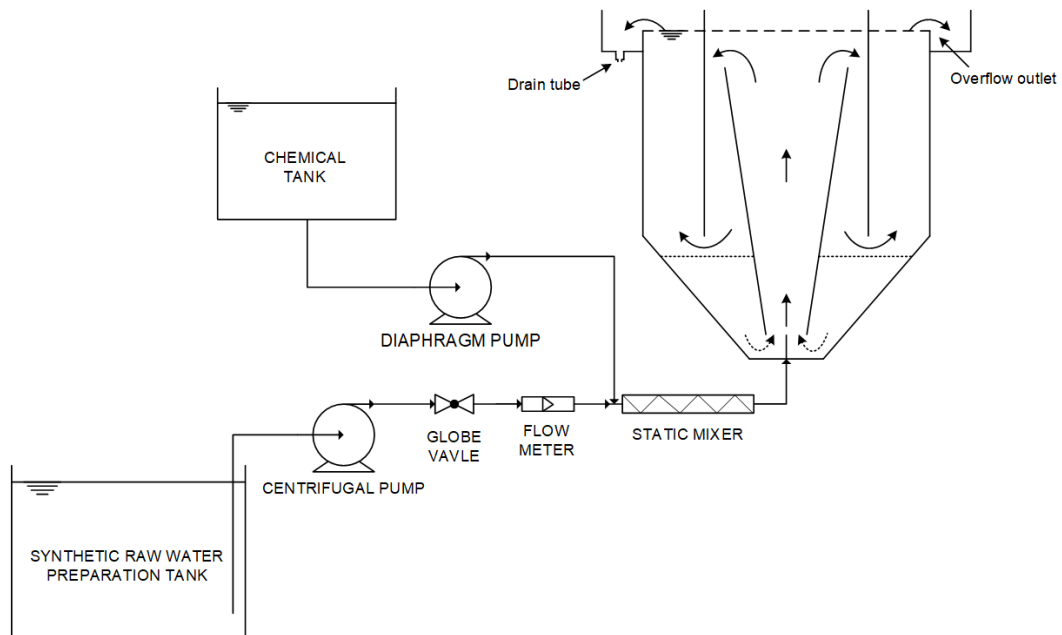 Drain tube
Overflow outlet
CHEMICAL
TANK
DIAPHRAGM PUMP
GLOBE
VAVLE
FLOW
METER
STATIC MIXER
CENTRIFUGAL PUMP
SYNTHETIC RAW WATER
PREPARATION TANK